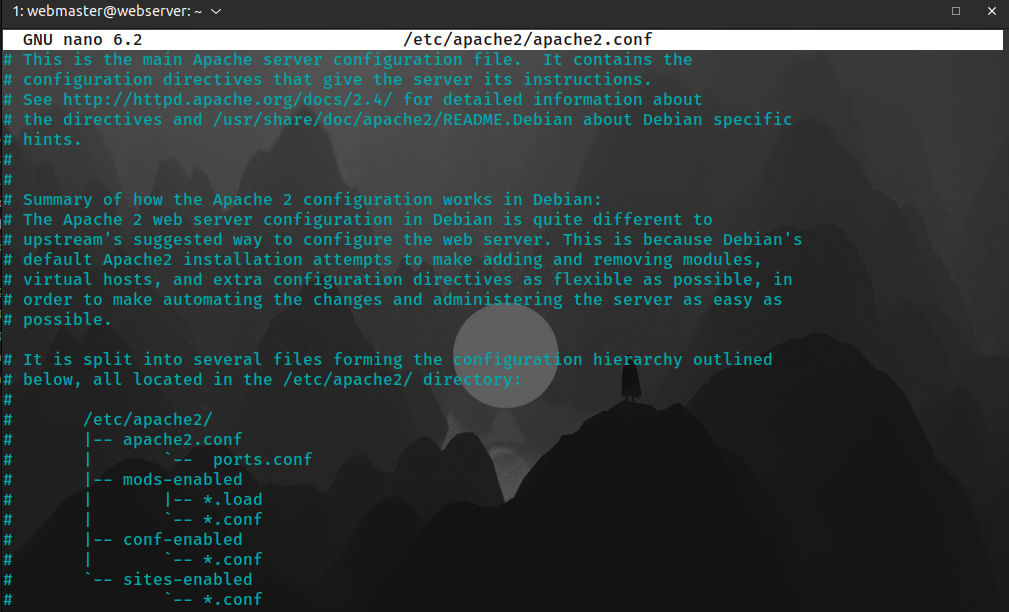 1: webmaster@webserver: ~
GNU nano 6.2 /etc/apache2/apache2.conf
# This is the main Apache server configuration file.  It contains the
# configuration directives that give the server its instructions.
# See http://httpd.apache.org/docs/2.4/ for detailed information about
# the directives and /usr/share/doc/apache2/README.Debian about Debian specific
# hints.
#
#
# Summary of how the Apache 2 configuration works in Debian:
# The Apache 2 web server configuration in Debian is quite different to
# upstream's suggested way to configure the web server. This is because Debian's
# default Apache2 installation attempts to make adding and removing modules,
# virtual hosts, and extra configuration directives as flexible as possible, in
# order to make automating the changes and administering the server as easy as
# possible.

# It is split into several files forming the configuration hierarchy outlined
# below, all located in the /etc/apache2/ directory:
#
#       /etc/apache2/
#       |-- apache2.conf
#       |       `--  ports.conf
#       |-- mods-enabled
#       |       |-- *.load
#       |       `-- *.conf
#       |-- conf-enabled
#       |       `-- *.conf
#       `-- sites-enabled
#               `-- *.conf